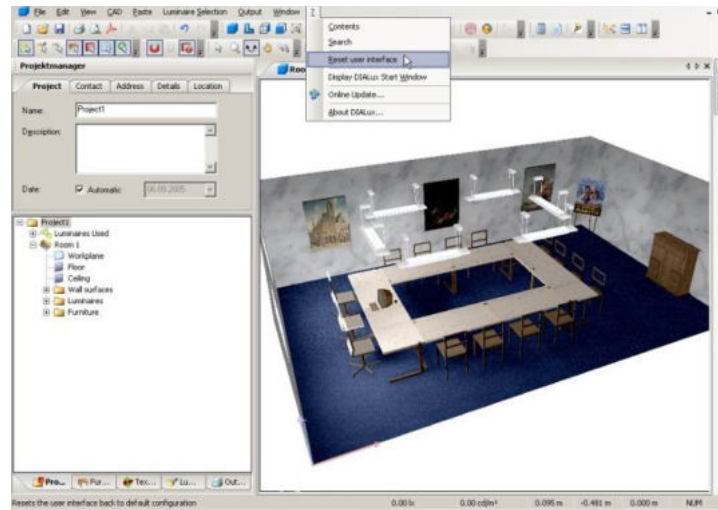 File Edit View CAD Paste Luminaire Selection Output Window ?
Contents
Search
Reset user interface
Display DIALux Start Window
Online Update...
About DIALux...
Projektmanager
Project Contact Address Details Location
Name: Project1
Description:
Date: Automatic 06.09.2005
Project1
Luminaires Used
Room 1
Workplane
Floor
Ceiling
Wall surfaces
Luminaires
Furniture
Roo
Pro... Fur... Tex... Lu... Out...
Resets the user interface back to default configuration
0.00 lx 0.00 cd/m² 0.095 m -0.481 m 0.000 m NUM